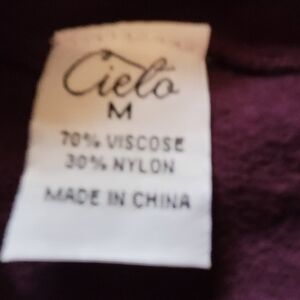 Cielo
M
70% VISCOSE
30% NYLON
MADE IN CHINA